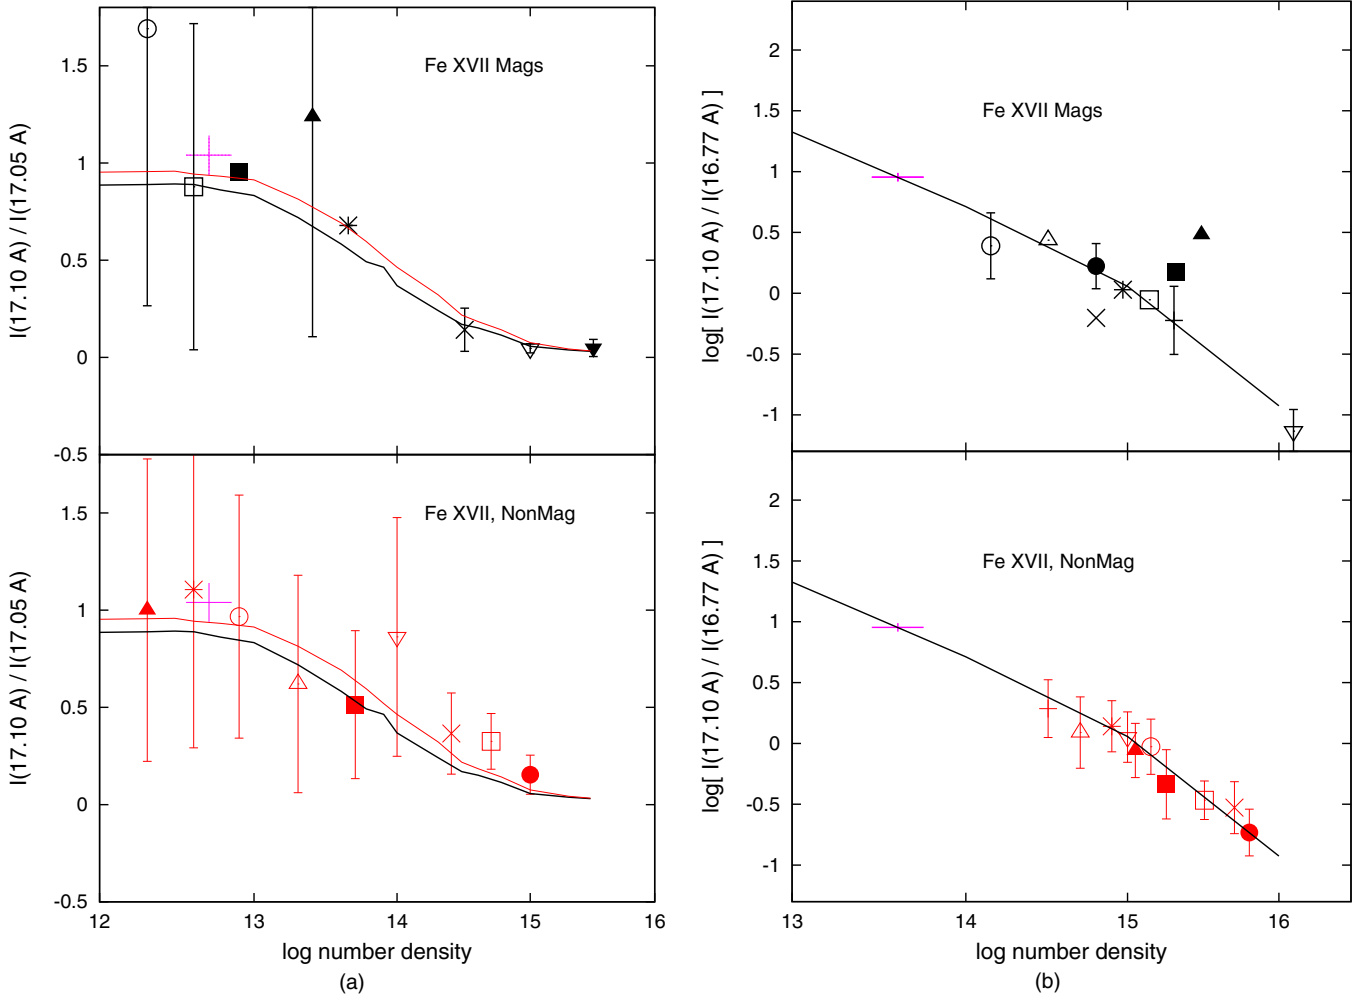 I(17.10 A) / I(17.05 A)
1.5
1
0.5
0
-0.5
Fe XVII Mags
I(17.10 A) / I(17.05 A)
1.5
1
0.5
0
-0.5
Fe XVII, NonMag
12 13 14 15 16
log number density
(a)
log[ I(17.10 A) / I(16.77 A) ]
2
1.5
1
0.5
0
-0.5
-1
Fe XVII Mags
log[ I(17.10 A) / I(16.77 A) ]
2
1.5
1
0.5
0
-0.5
-1
Fe XVII, NonMag
13 14 15 16
log number density
(b)